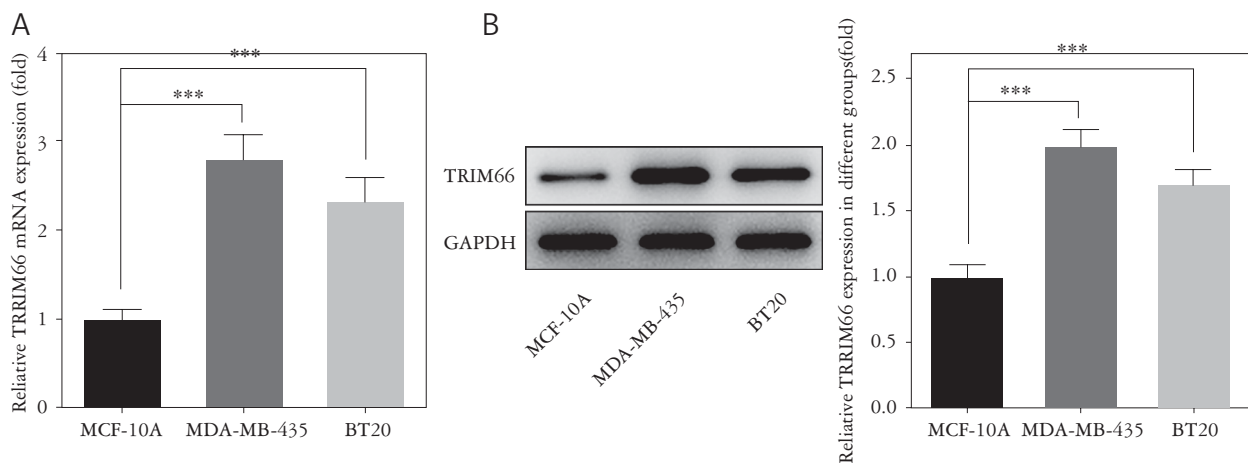 A
Reliative TRRIM66 mRNA expression (fold)
4
3
2
1
0
***
***
MCF-10A MDA-MB-435 BT20
B
TRIM66
GAPDH
MCF-10A
MDA-MB-435
BT20
Reliative TRRIM66 expression in different groups(fold)
2.5
2.0
1.5
1.0
0.5
0.0
***
***
MCF-10A MDA-MB-435 BT20